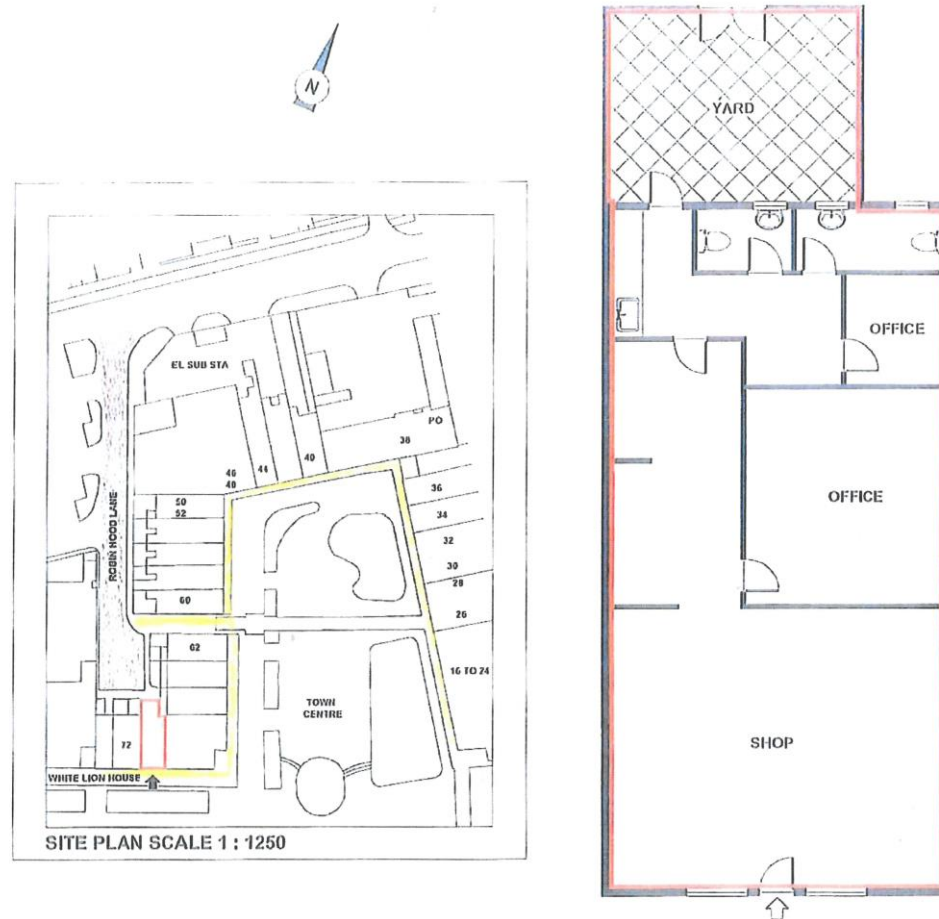 N
EL SUB STA
PO
38
40
44
46
40
36
34
32
30
28
26
16 TO 24
50
52
60
62
72
ROBIN HOOD LANE
TOWN
CENTRE
WHITE LION HOUSE
SITE PLAN SCALE 1 : 1250
YARD
OFFICE
OFFICE
SHOP